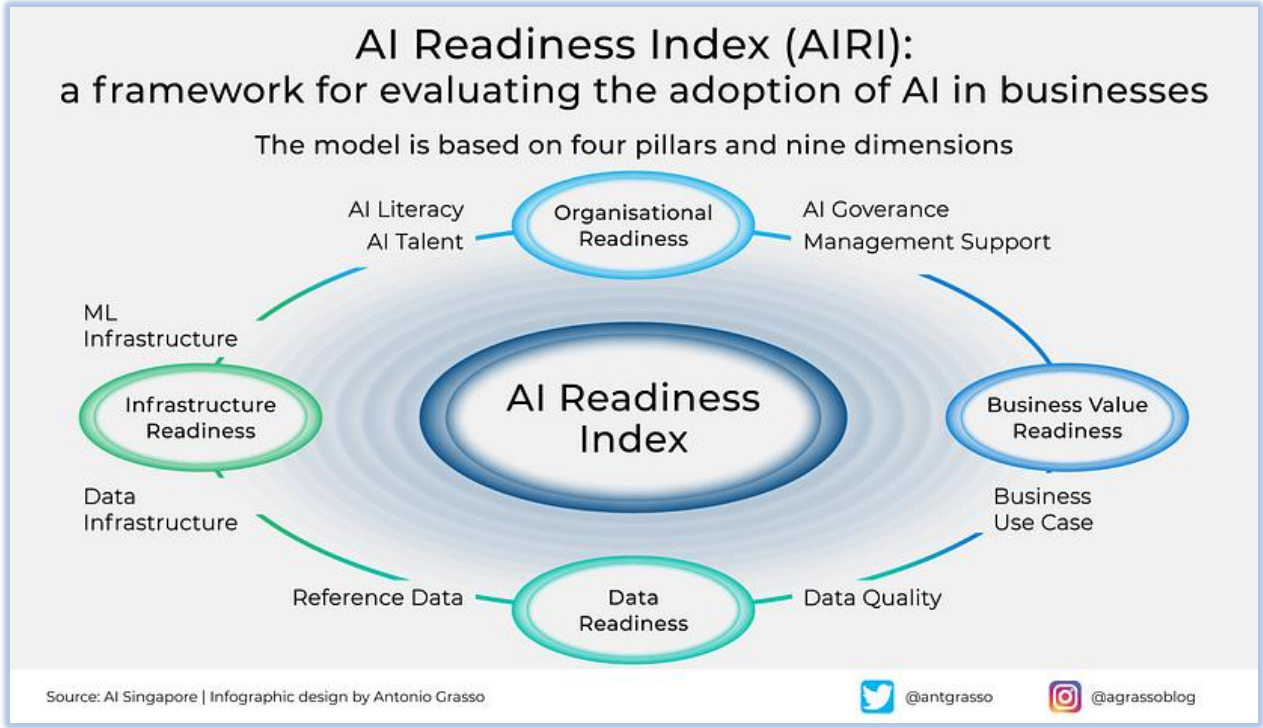 AI Readiness Index (AIRI):
a framework for evaluating the adoption of AI in businesses
The model is based on four pillars and nine dimensions
AI Literacy
AI Talent
Organisational
Readiness
AI Goverance
Management Support
ML
Infrastructure
Infrastructure
Readiness
AI Readiness
Index
Business Value
Readiness
Data
Infrastructure
Business
Use Case
Reference Data
Data
Readiness
Data Quality
Source: AI Singapore | Infographic design by Antonio Grasso
@antgrasso
@agrassoblog